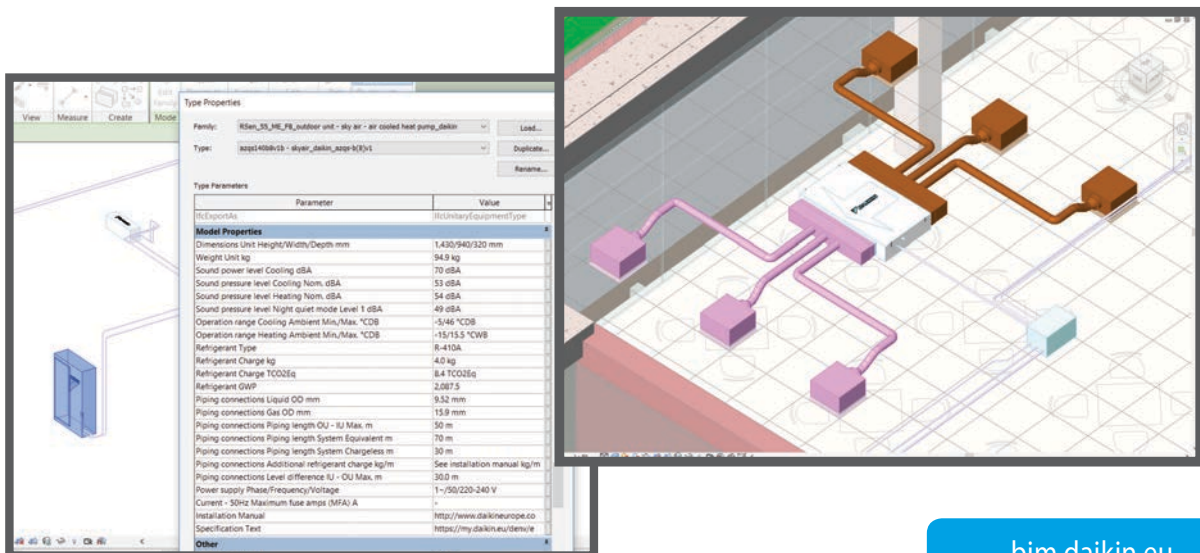 View Measure Create Mode
Edit
Family
Type Properties
Family: RSen_55_ME_F8_outdoor unit - sky air - air cooled heat pump_daikin Load...
Type: azqs140b8v1b - skyair_daikin_azqs-b(8)v1 Duplicate...
Rename...
Type Parameters
Parameter Value
IfcExportAs IfcUnitaryEquipmentType
Model Properties
Dimensions Unit Height/Width/Depth mm 1,430/940/320 mm
Weight Unit kg 94.9 kg
Sound power level Cooling dBA 70 dBA
Sound pressure level Cooling Nom. dBA 53 dBA
Sound pressure level Heating Nom. dBA 54 dBA
Sound pressure level Night quiet mode Level 1 dBA 49 dBA
Operation range Cooling Ambient Min./Max. °CDB -5/46 °CDB
Operation range Heating Ambient Min./Max. °CWB -15/15.5 °CWB
Refrigerant Type R-410A
Refrigerant Charge kg 4.0 kg
Refrigerant Charge TCO2Eq 8.4 TCO2Eq
Refrigerant GWP 2,087.5
Piping connections Liquid OD mm 9.52 mm
Piping connections Gas OD mm 15.9 mm
Piping connections Piping length OU - IU Max. m 50 m
Piping connections Piping length System Equivalent m 70 m
Piping connections Piping length System Chargeless m 30 m
Piping connections Additional refrigerant charge kg/m See installation manual kg/m
Piping connections Level difference IU - OU Max. m 30.0 m
Power supply Phase/Frequency/Voltage 1~/50/220-240 V
Current - 50Hz Maximum fuse amps (MFA) A -
Installation Manual http://www.daikineurope.co
Specification Text https://my.daikin.eu/denv/e
Other
bim.daikin.eu